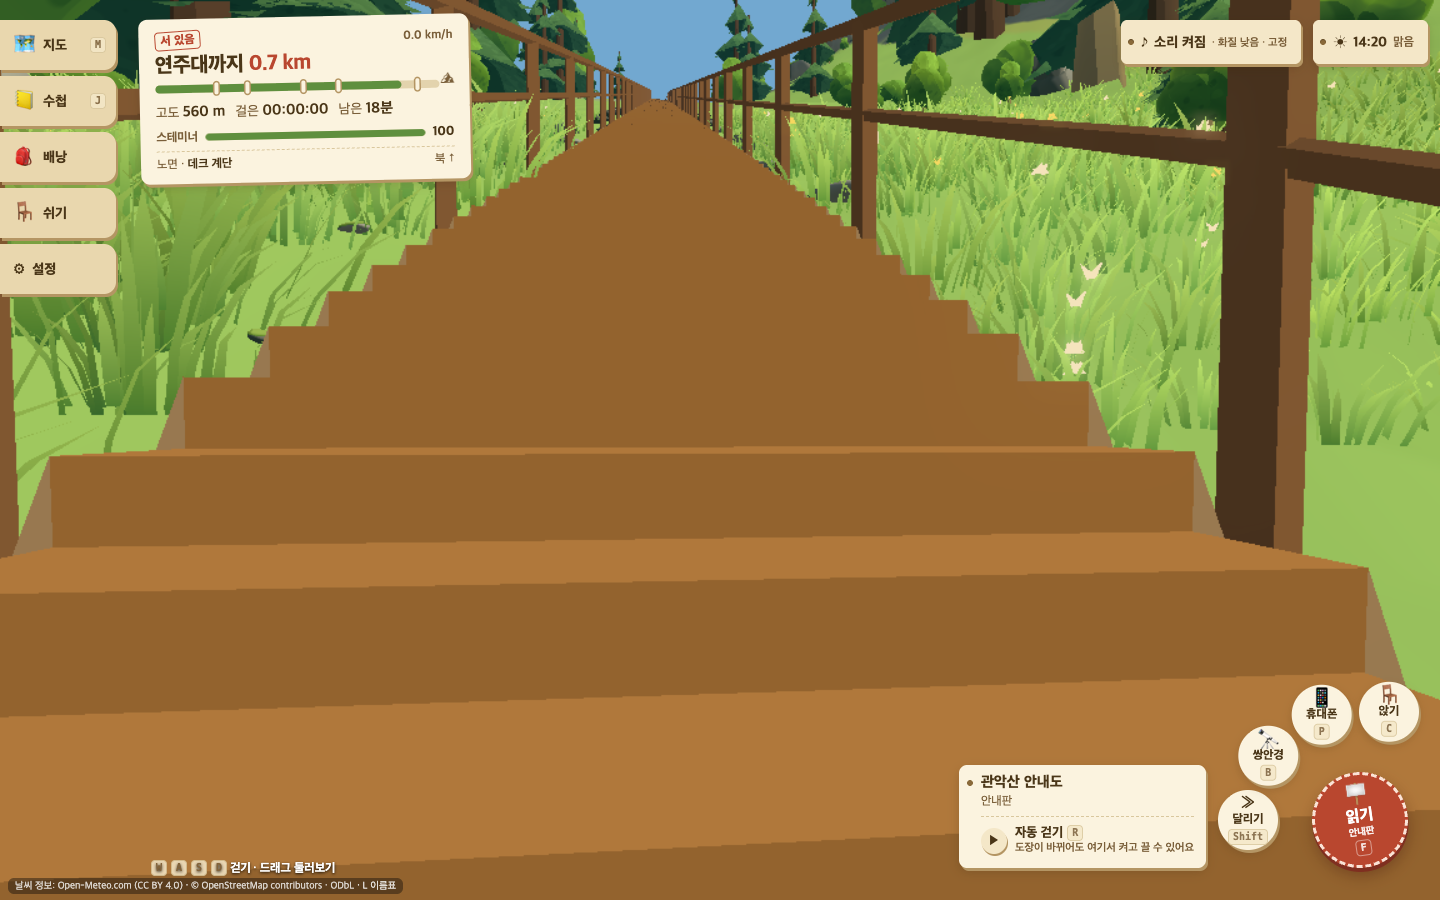 지도 M
수첩 J
배낭
쉬기
설정
서 있음
0.0 km/h
연주대까지 0.7 km
고도 560 m 걸은 00:00:00 남은 18분
스테미너 100
노면 · 데크 계단
북 ↑
♪ 소리 켜짐 · 화질 낮음 · 고정
14:20 맑음
휴대폰
P
앉기
C
쌍안경
B
달리기
Shift
읽기
안내판
F
관악산 안내도
안내판
자동 걷기 R
도장이 바뀌어도 여기서 켜고 끌 수 있어요
W A S D 걷기 · 드래그 둘러보기
날씨 정보: Open-Meteo.com (CC BY 4.0) · © OpenStreetMap contributors · ODbL · L 이름표